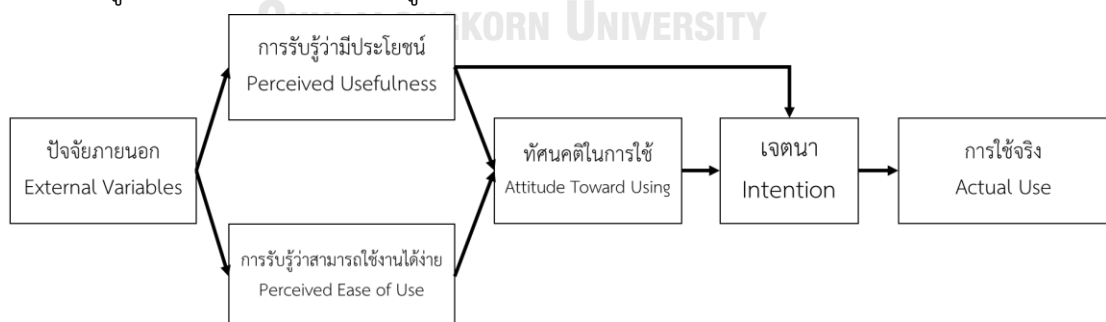 KORN UNIVERSITY
การรับรู้ว่ามีประโยชน์
Perceived Usefulness
ปัจจัยภายนอก
External Variables
ทัศนคติในการใช้
Attitude Toward Using
เจตนา
Intention
การใช้จริง
Actual Use
การรับรู้ว่าสามารถใช้งานได้ง่าย
Perceived Ease of Use